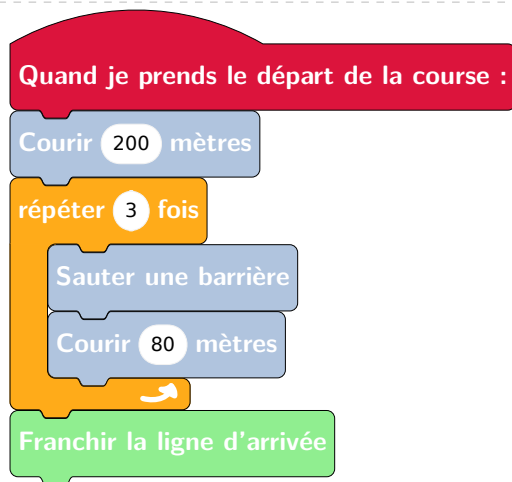 Quand je prends le départ de la course :
Courir 200 mètres
répéter 3 fois
Sauter une barrière
Courir 80 mètres
Franchir la ligne d'arrivée